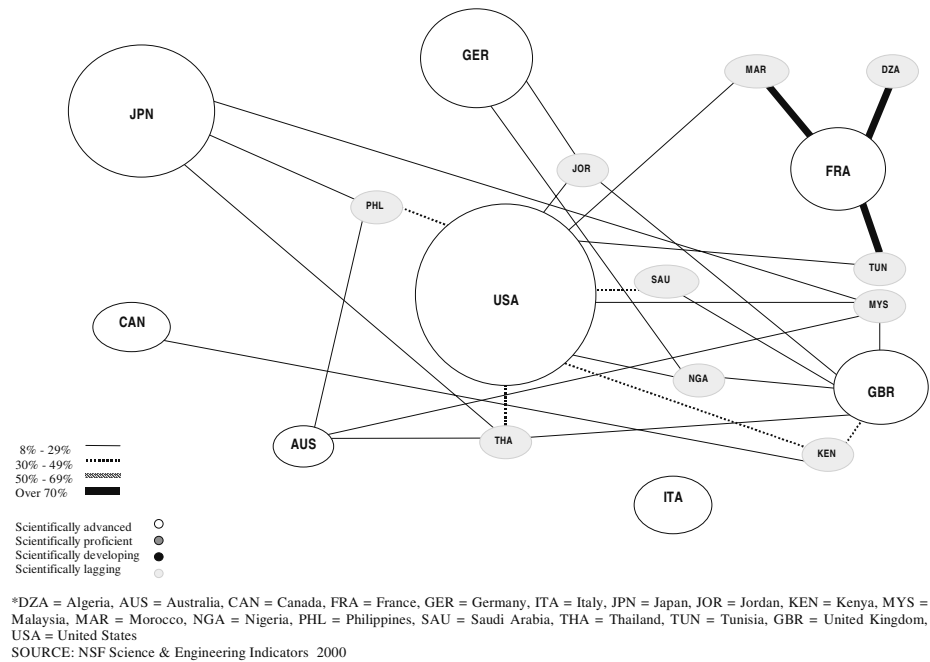 GER
MAR
DZA
JPN
JOR
FRA
PHL
TUN
SAU
USA
MYS
CAN
NGA
GBR
AUS
THA
KEN
8% - 29%
30% - 49%
50% - 69%
Over 70%
ITA
Scientifically advanced
Scientifically proficient
Scientifically developing
Scientifically lagging
*DZA = Algeria, AUS = Australia, CAN = Canada, FRA = France, GER = Germany, ITA = Italy, JPN = Japan, JOR = Jordan, KEN = Kenya, MYS =
Malaysia, MAR = Morocco, NGA = Nigeria, PHL = Philippines, SAU = Saudi Arabia, THA = Thailand, TUN = Tunisia, GBR = United Kingdom,
USA = United States
SOURCE: NSF Science & Engineering Indicators 2000